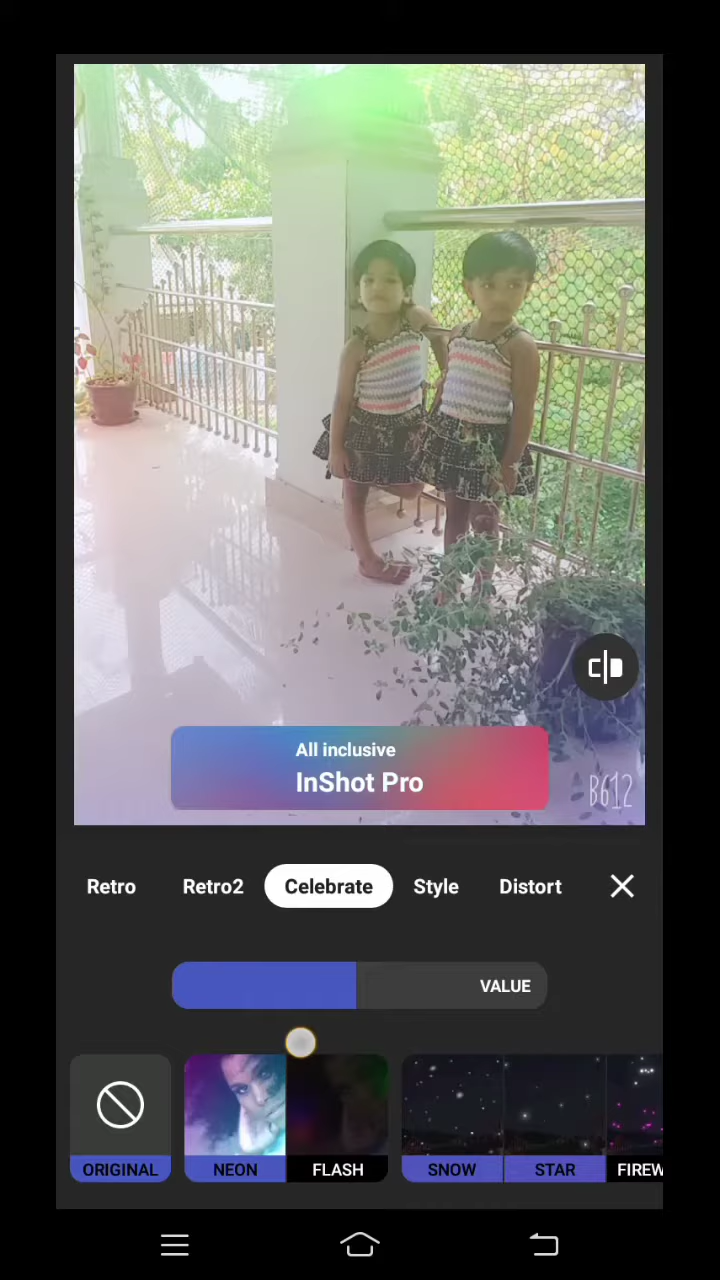 All inclusive
InShot Pro
B612
Retro Retro2 Celebrate Style Distort
VALUE
ORIGINAL NEON FLASH SNOW STAR FIREW